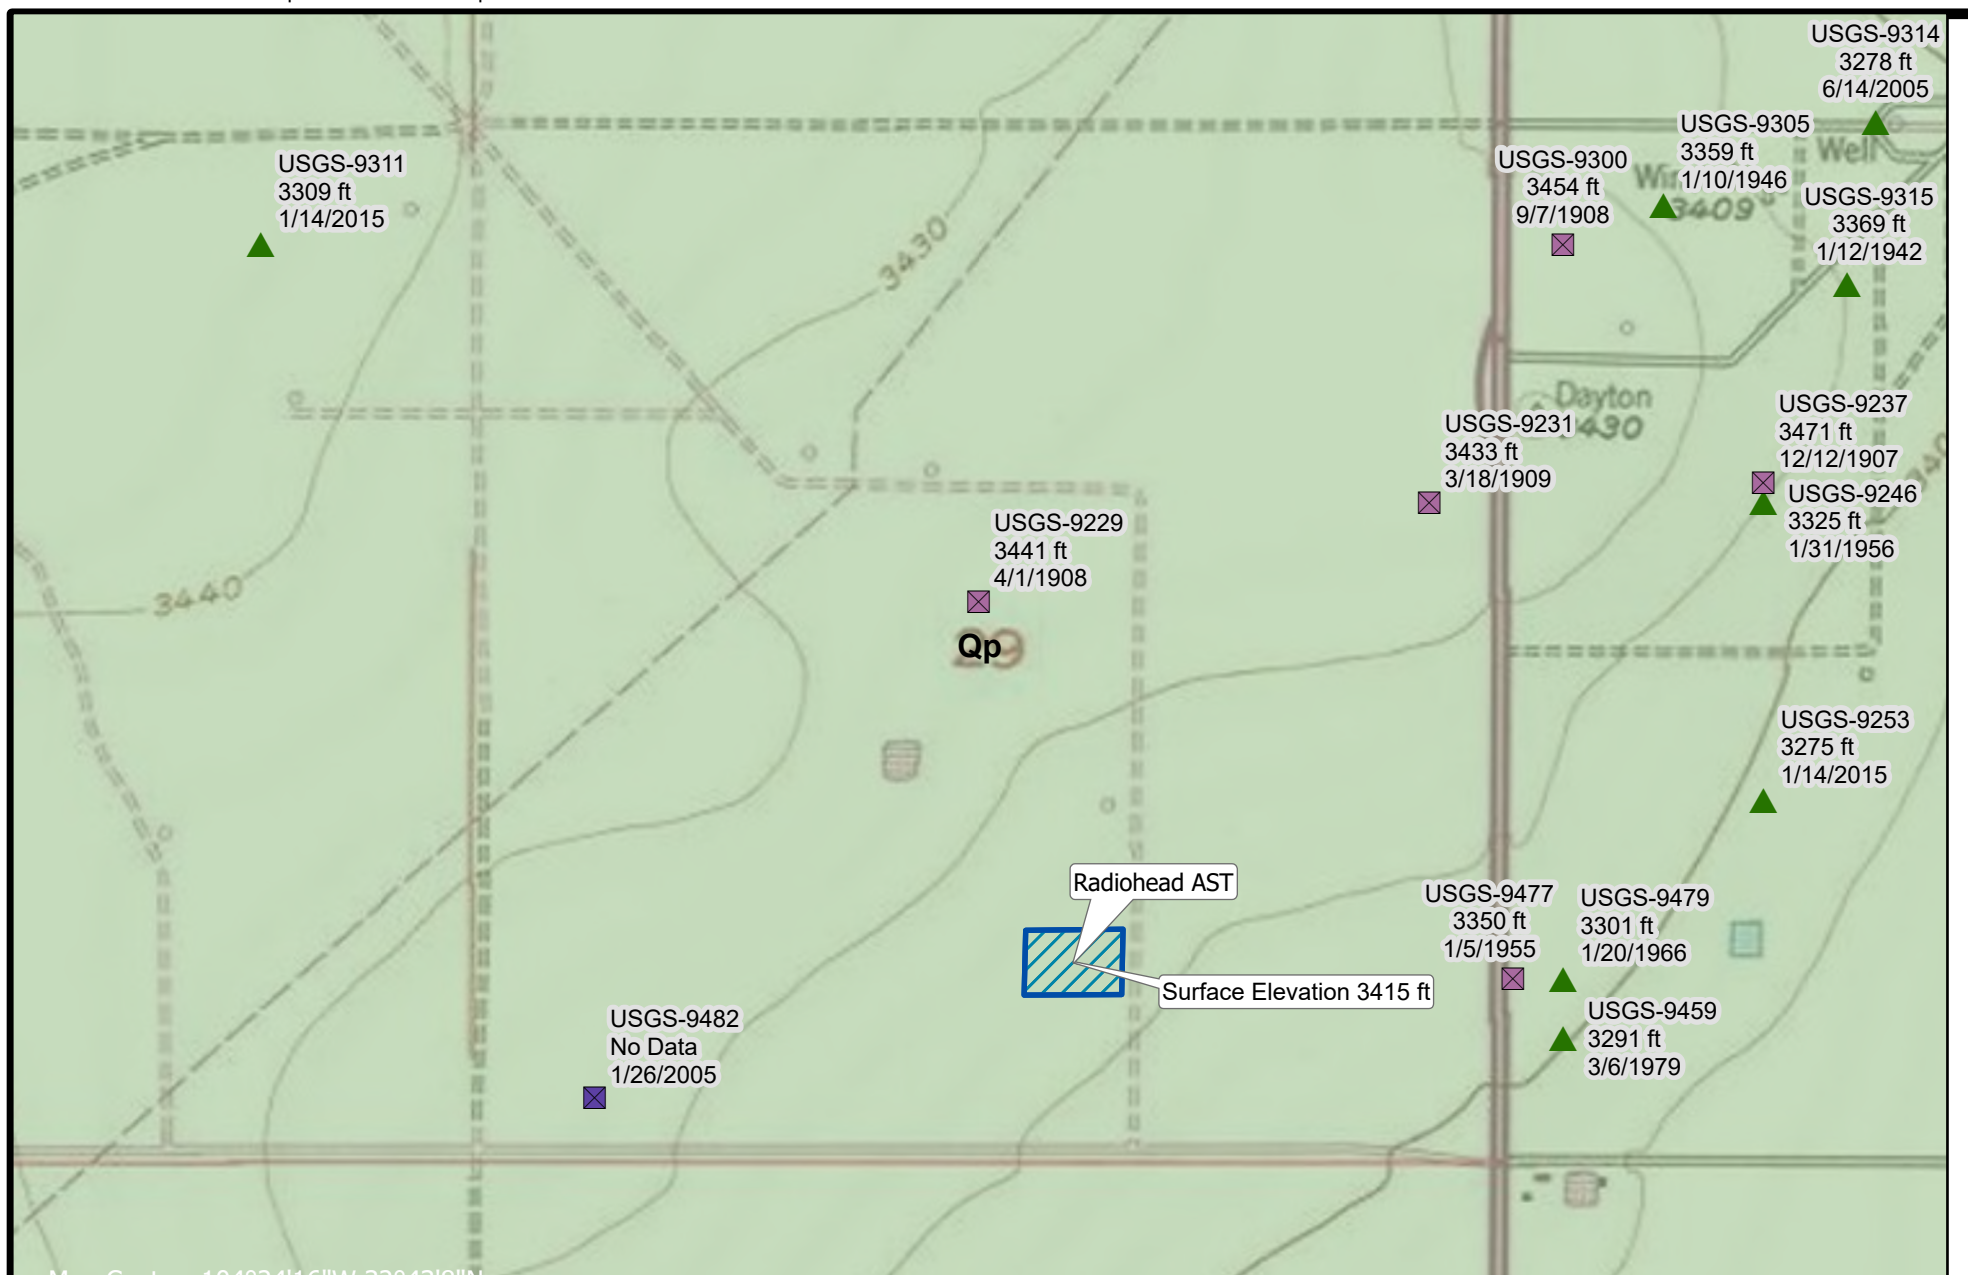 USGS-9314
3278 ft
6/14/2005
USGS-9305
3359 ft
1/10/1946
Well
USGS-9300
3454 ft
9/7/1908
3409
USGS-9311
3309 ft
1/14/2015
USGS-9315
3369 ft
1/12/1942
3430
Dayton
3430
USGS-9231
3433 ft
3/18/1909
USGS-9237
3471 ft
12/12/1907
USGS-9246
3325 ft
1/31/1956
USGS-9229
3441 ft
4/1/1908
3440
29
Qp
USGS-9253
3275 ft
1/14/2015
Radiohead AST
USGS-9477
3350 ft
1/5/1955
USGS-9479
3301 ft
1/20/1966
Surface Elevation 3415 ft
USGS-9482
No Data
1/26/2005
USGS-9459
3291 ft
3/6/1979